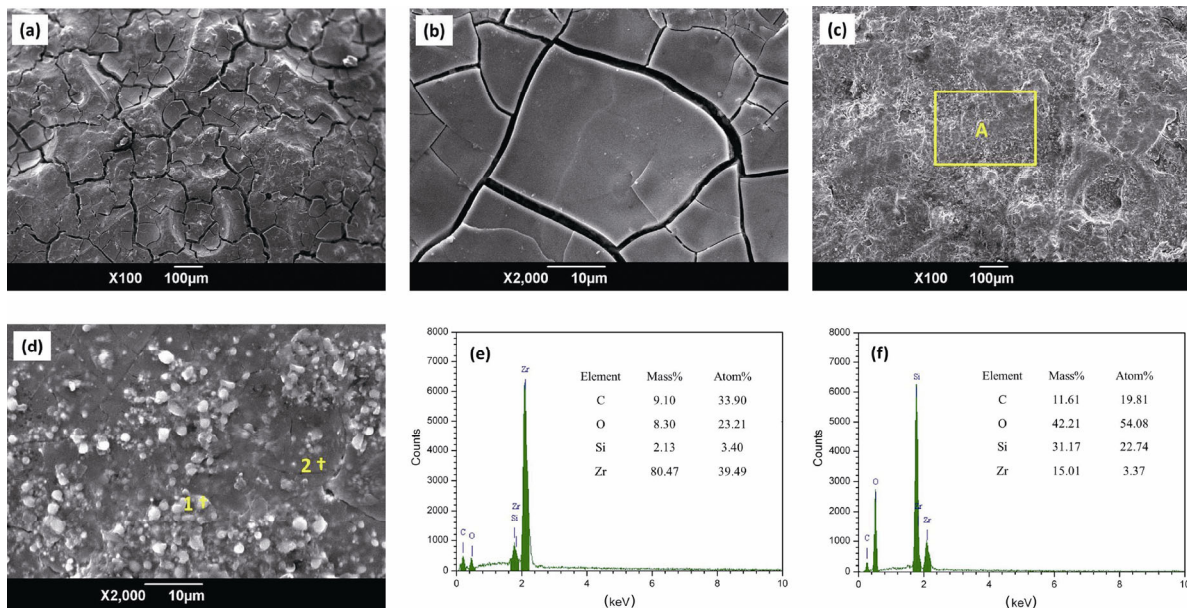 (a)
X100 100μm
(b)
X2,000 10μm
(c)
A
X100 100μm
(d)
2 +
1 +
X2,000 10μm
(e)
8000
7000
6000
5000
4000
3000
2000
1000
0
Counts
Zr
Element Mass% Atom%
C 9.10 33.90
O 8.30 23.21
Si 2.13 3.40
Zr 80.47 39.49
Zr
Si
C O
0 2 4 6 8 10
(keV)
(f)
8000
7000
6000
5000
4000
3000
2000
1000
0
Counts
Si
Element Mass% Atom%
C 11.61 19.81
O 42.21 54.08
Si 31.17 22.74
Zr 15.01 3.37
O
Zr
Zr
C
0 2 4 6 8 10
(keV)